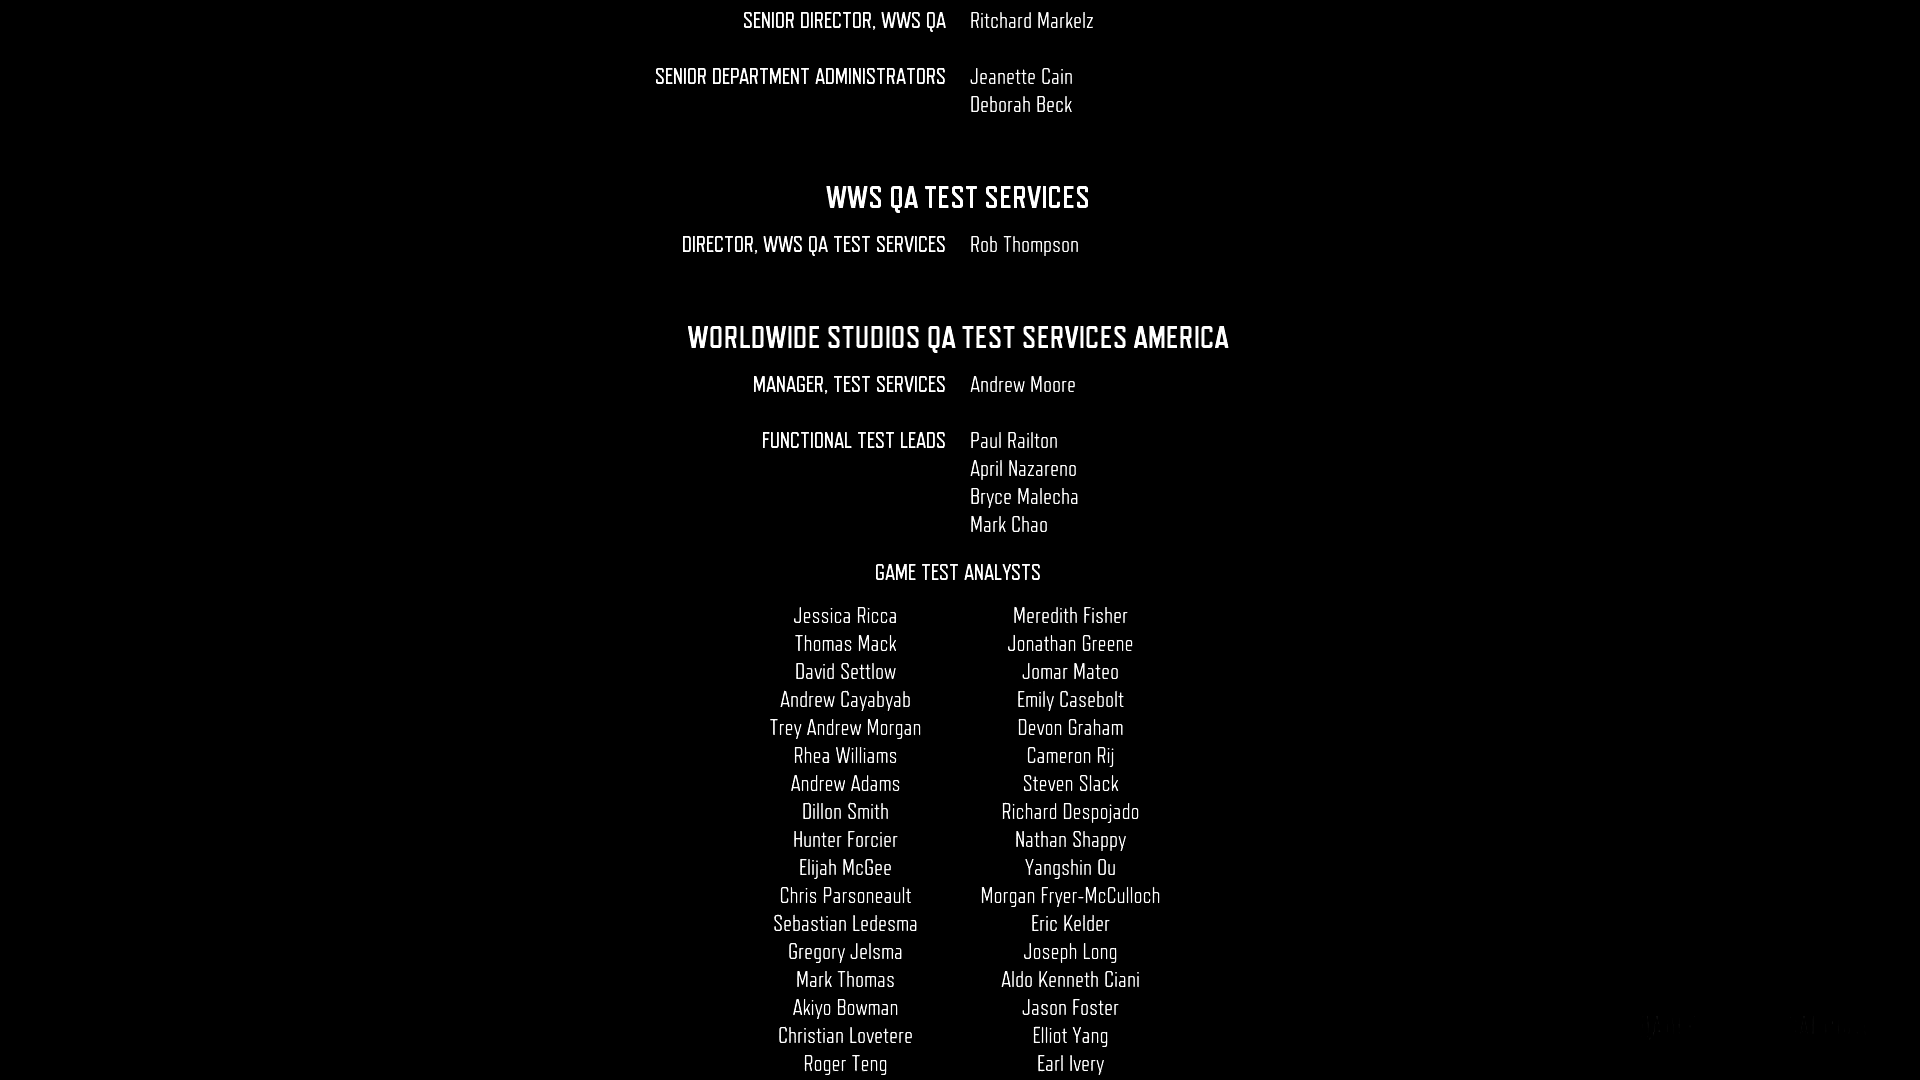 SENIOR DIRECTOR, WWS QA Ritchard Markelz
SENIOR DEPARTMENT ADMINISTRATORS Jeanette Cain
Deborah Beck
WWS QA TEST SERVICES
DIRECTOR, WWS QA TEST SERVICES Rob Thompson
WORLDWIDE STUDIOS QA TEST SERVICES AMERICA
MANAGER, TEST SERVICES Andrew Moore
FUNCTIONAL TEST LEADS Paul Railton
April Nazareno
Bryce Malecha
Mark Chao
GAME TEST ANALYSTS
Jessica Ricca Meredith Fisher
Thomas Mack Jonathan Greene
David Settlow Jomar Mateo
Andrew Cayabyab Emily Casebolt
Trey Andrew Morgan Devon Graham
Rhea Williams Cameron Rij
Andrew Adams Steven Slack
Dillon Smith Richard Despojado
Hunter Forcier Nathan Shappy
Elijah McGee Yangshin Ou
Chris Parsoneault Morgan Fryer-McCulloch
Sebastian Ledesma Eric Kelder
Gregory Jelsma Joseph Long
Mark Thomas Aldo Kenneth Ciani
Akiyo Bowman Jason Foster
Christian Lovetere Elliot Yang
Roger Teng Earl Ivery